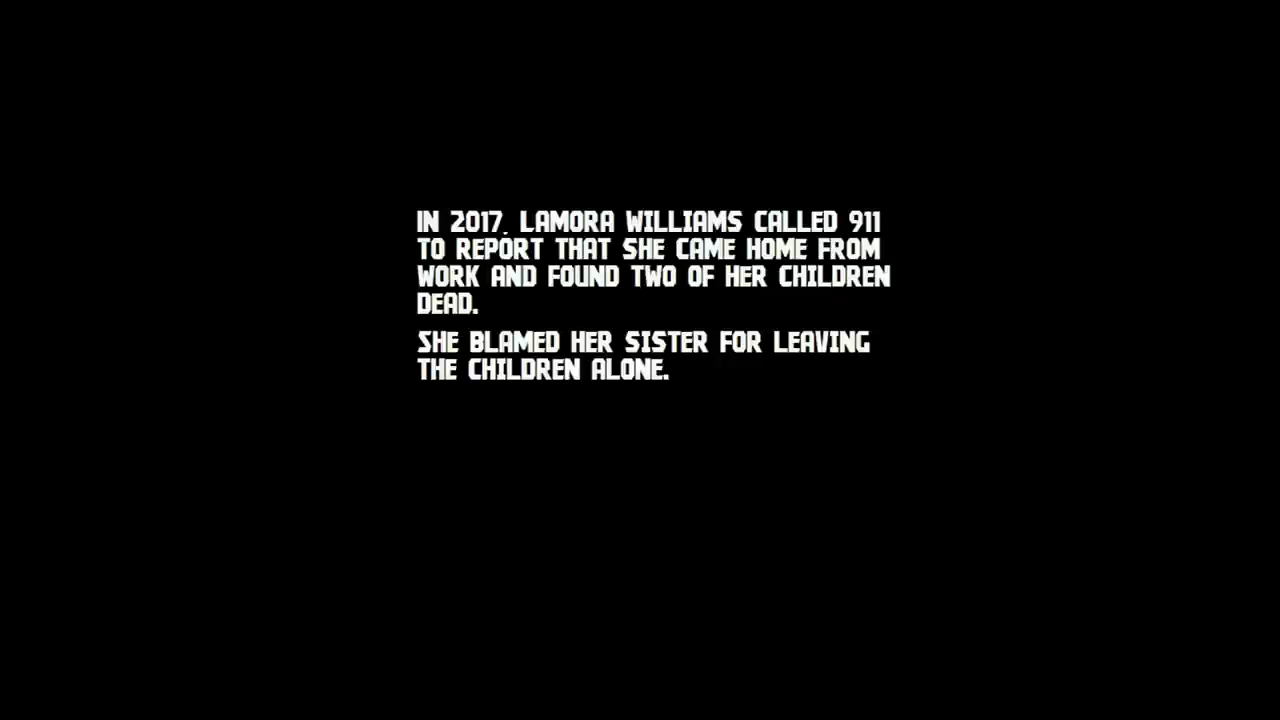 IN 2017, LAMORA WILLIAMS CALLED 911
TO REPORT THAT SHE CAME HOME FROM
WORK AND FOUND TWO OF HER CHILDREN
DEAD.
SHE BLAMED HER SISTER FOR LEAVING
THE CHILDREN ALONE.